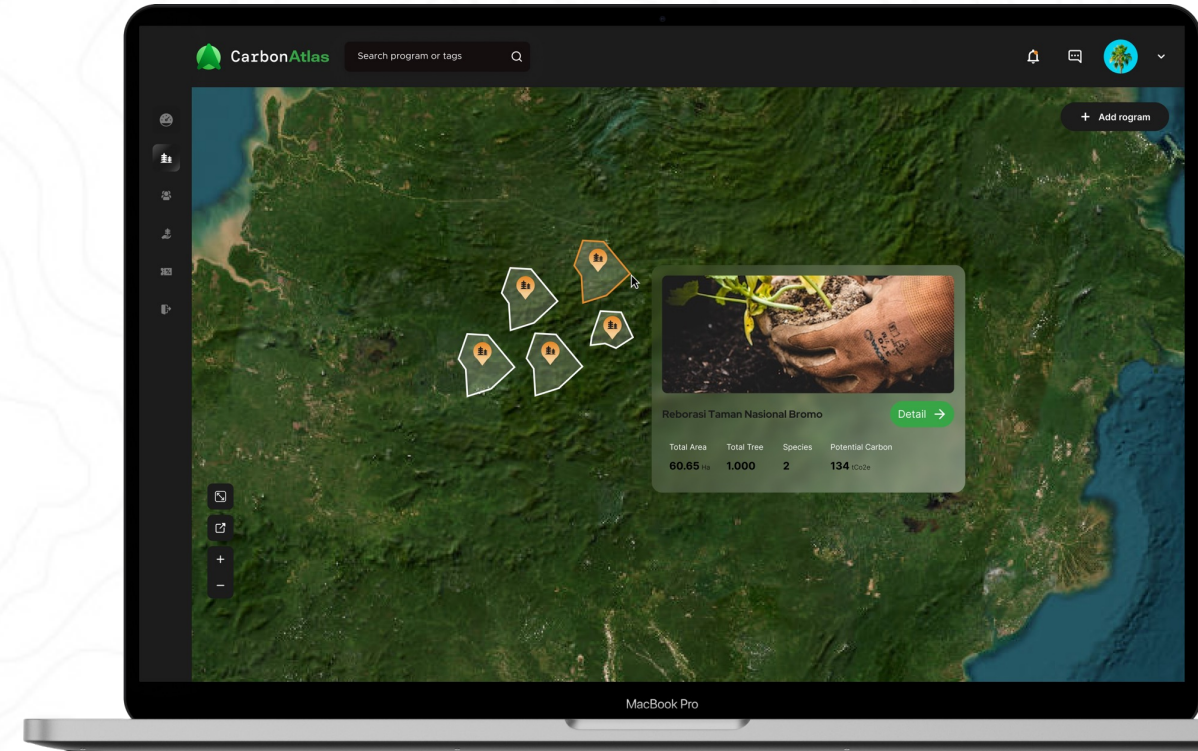 CarbonAtlas
Search program or tags
+ Add rogram
Reborasi Taman Nasional Bromo
Detail →
Total Area Total Tree Species Potential Carbon
60.65 Ha 1.000 2 134 tCo2e
MacBook Pro